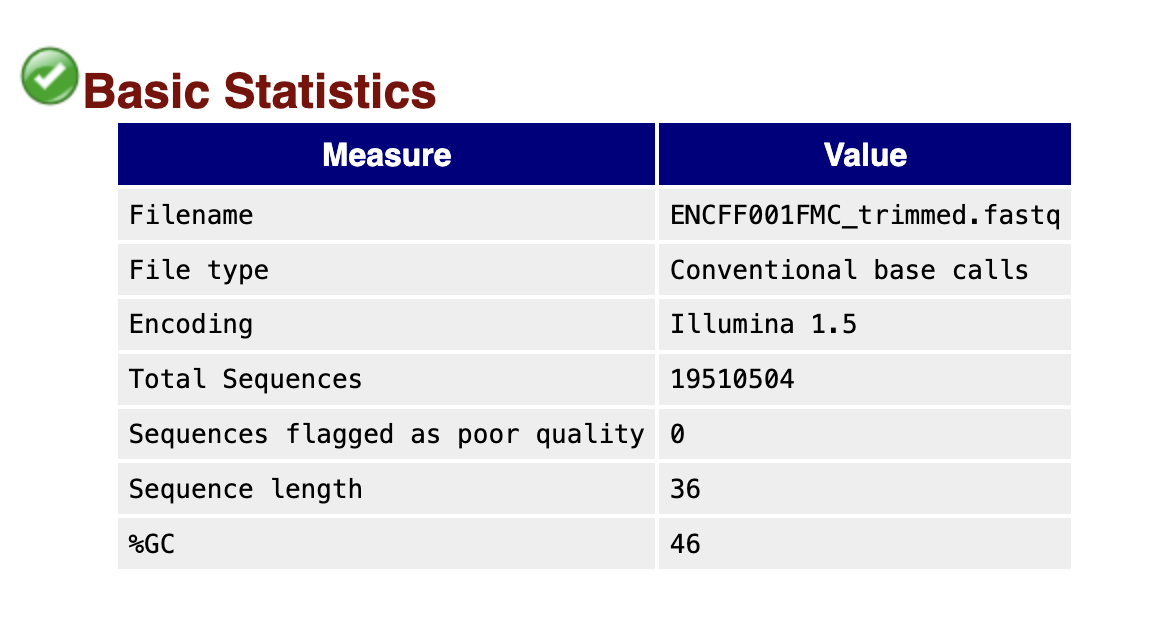 Basic Statistics
Measure Value
Filename ENCFF001FMC_trimmed.fastq
File type Conventional base calls
Encoding Illumina 1.5
Total Sequences 19510504
Sequences flagged as poor quality 0
Sequence length 36
%GC 46